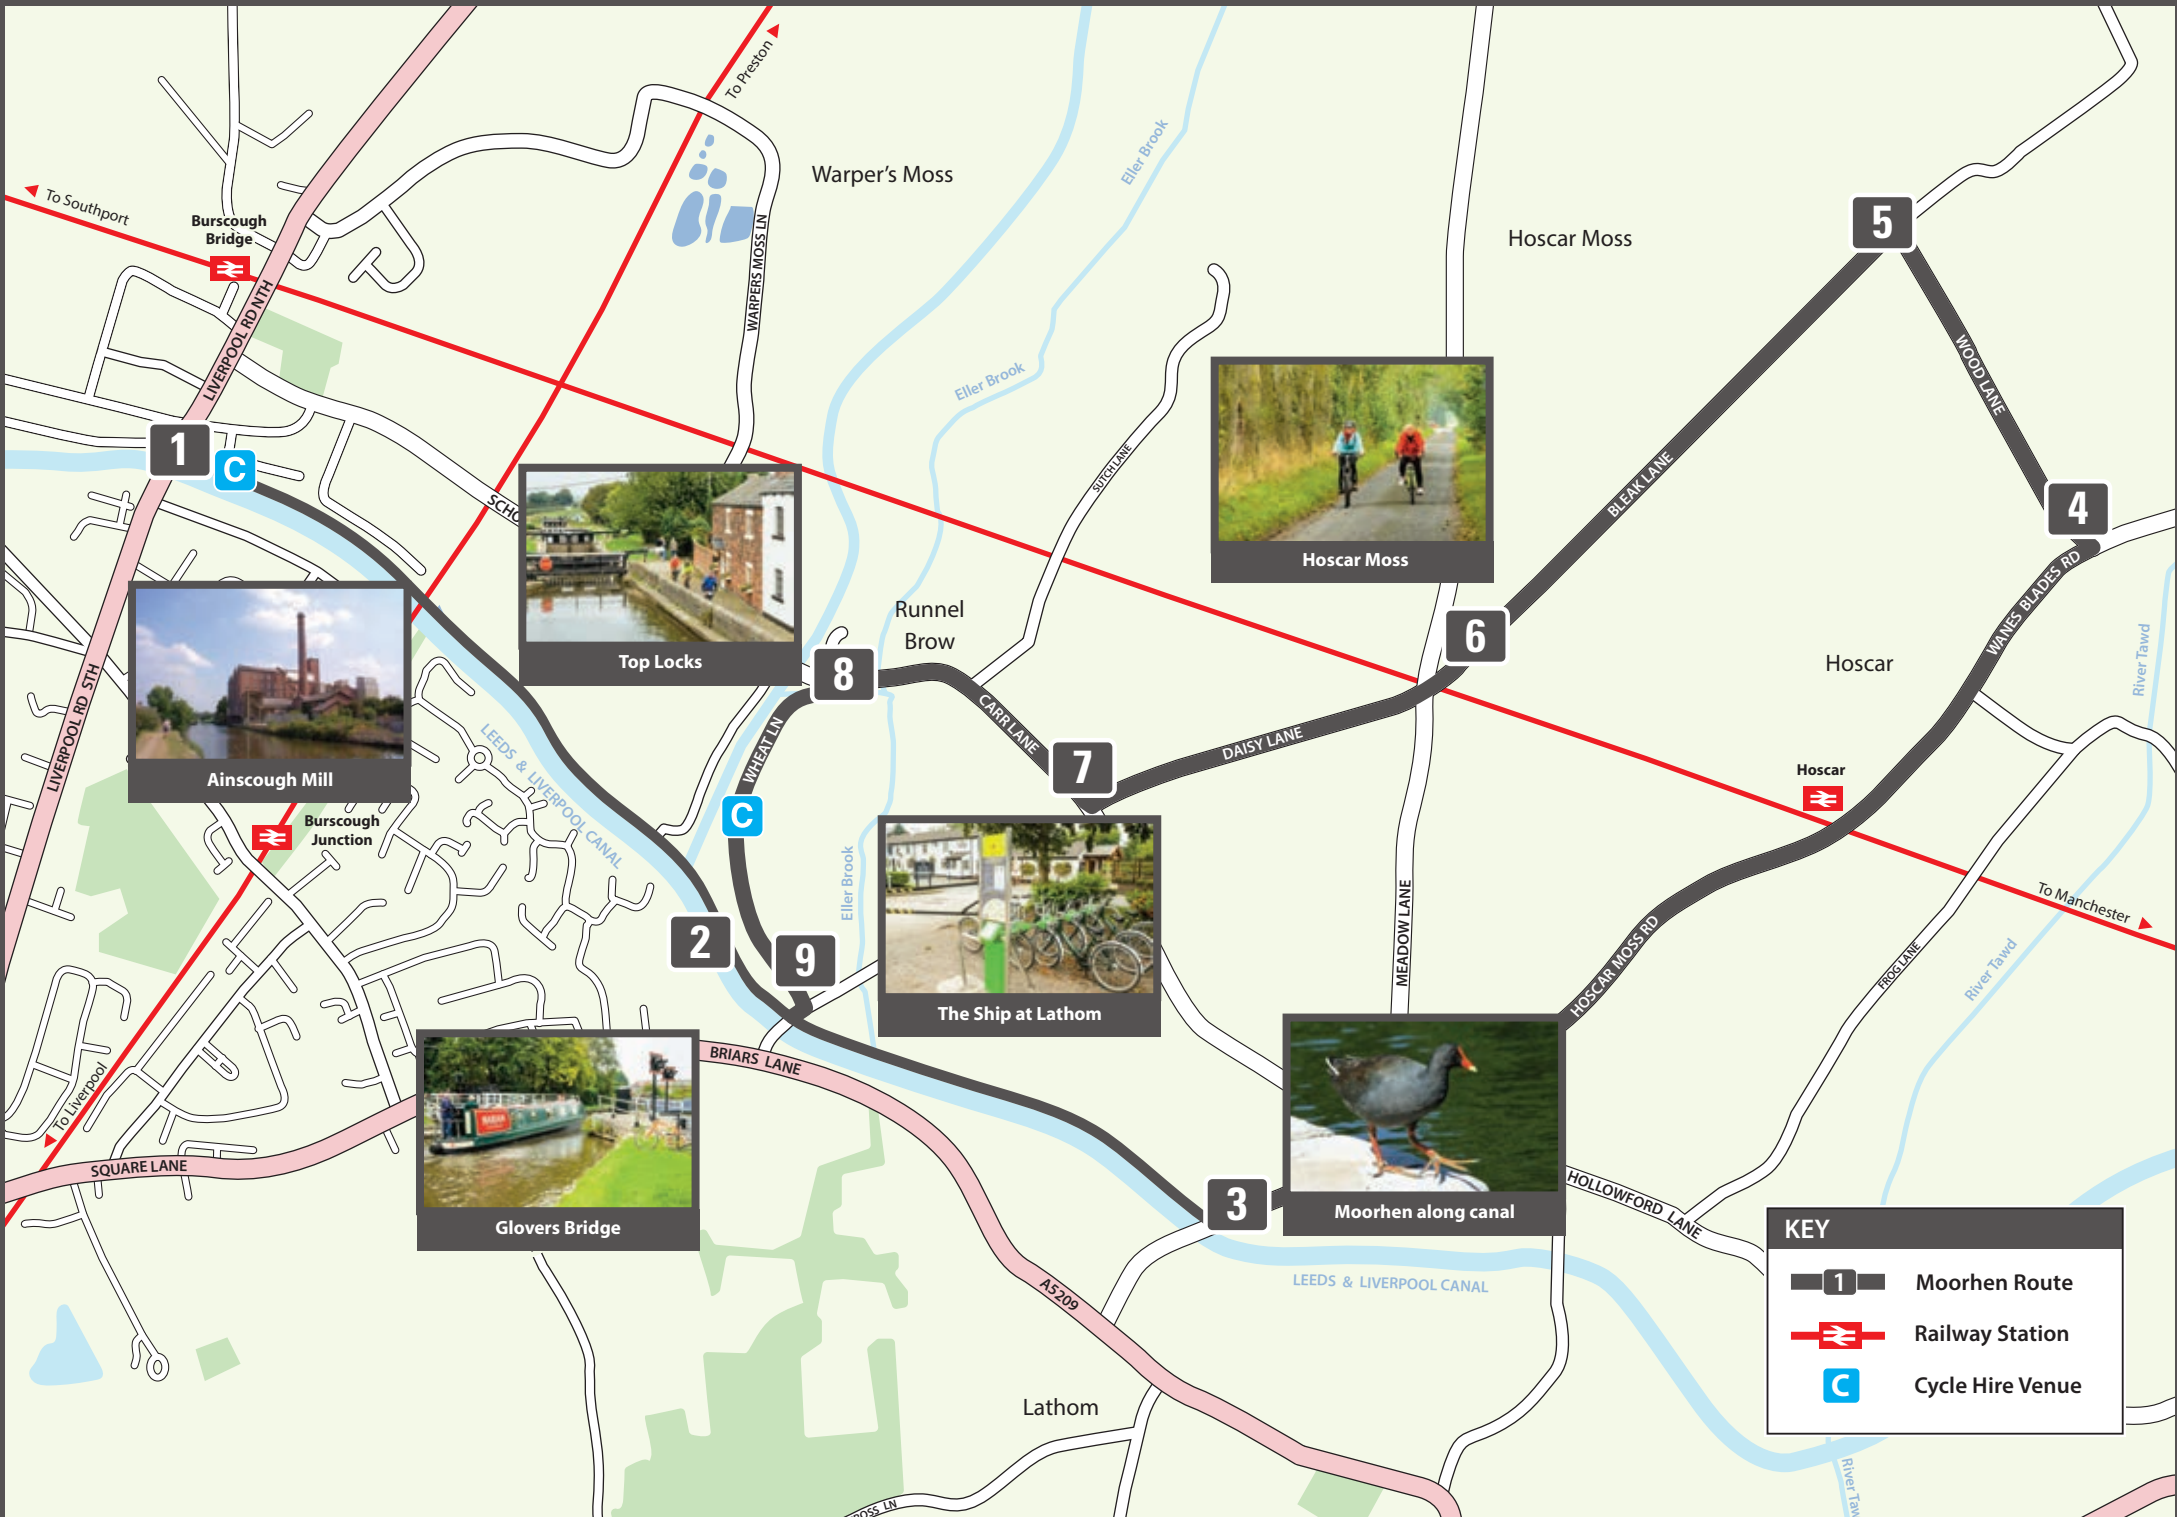 To Preston
Eller Brook
Warper's Moss
To Southport
Burscough
Bridge
WARPERS MOSS LN
Hoscar Moss
5
LIVERPOOL RD NTH
Eller Brook
WOOD LANE
1
C
SCHO
SUTCH LANE
BLEAK LANE
4
Top Locks
Hoscar Moss
Runnel
Brow
6
WANES BLADES RD
River Tawd
Hoscar
8
LIVERPOOL RD STH
Ainscough Mill
LEEDS & LIVERPOOL CANAL
WHEAT LN
CARR LANE
DAISY LANE
7
Hoscar
C
Burscough
Junction
Eller Brook
MEADOW LANE
To Manchester
HOSCAR MOSS RD
FROG LANE
River Tawd
2
9
The Ship at Lathom
BRIARS LANE
To Liverpool
SQUARE LANE
Glovers Bridge
3
Moorhen along canal
HOLLOWFORD LANE
LEEDS & LIVERPOOL CANAL
A5209
Lathom
OSS LN
KEY
1 Moorhen Route
Railway Station
C Cycle Hire Venue
River Taw